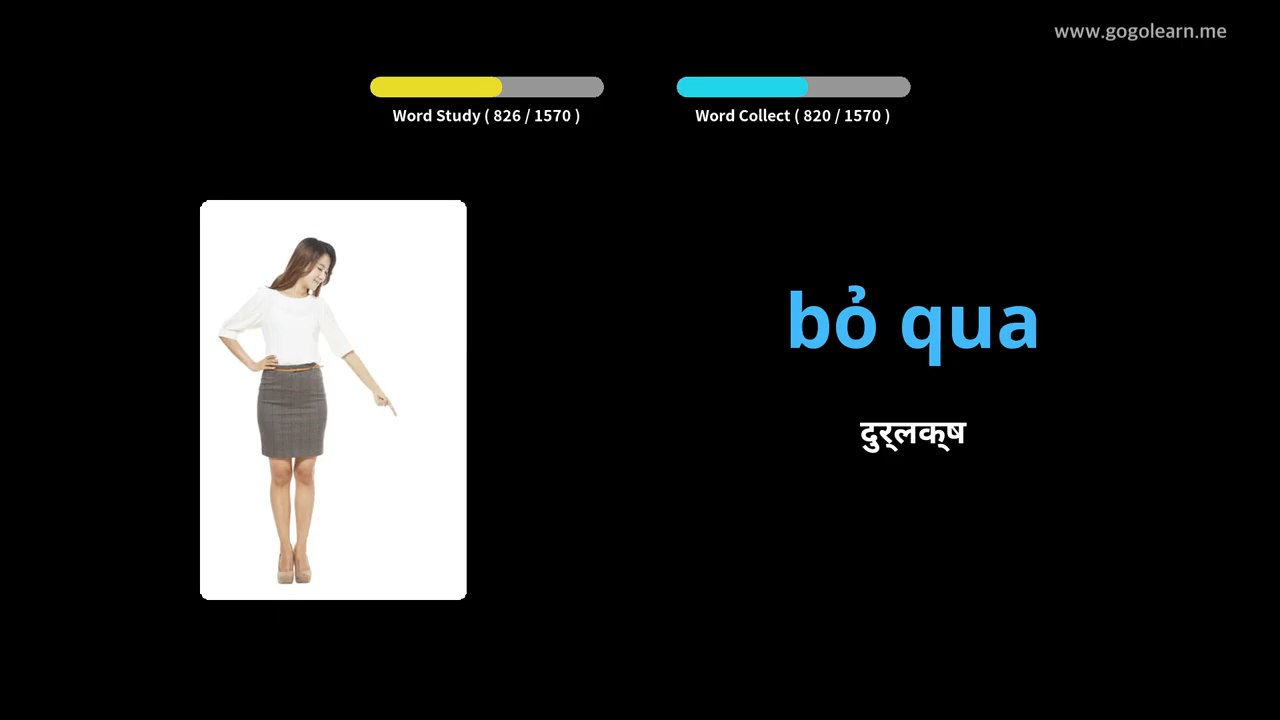 www.gogolearn.me
Word Study ( 826 / 1570 )
Word Collect ( 820 / 1570 )
bỏ qua
दुर्लक्ष